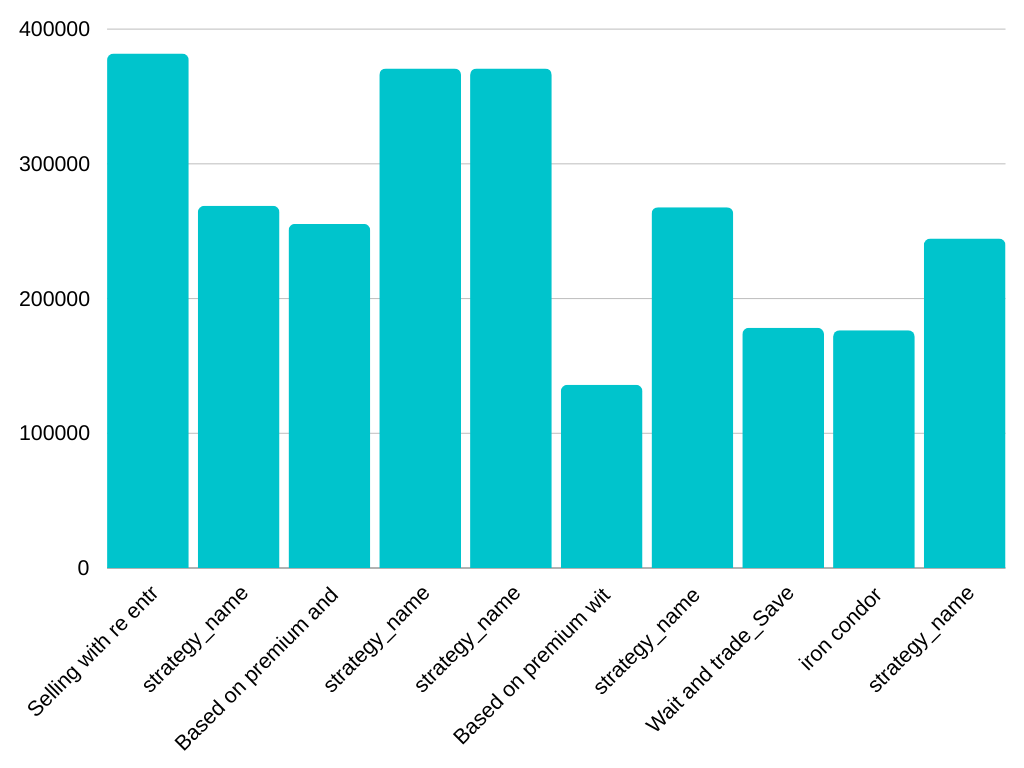 400000
300000
200000
100000
0
Selling with re entr
strategy_name
Based on premium and
strategy_name
strategy_name
Based on premium wit
strategy_name
Wait and trade_Save
iron condor
strategy_name